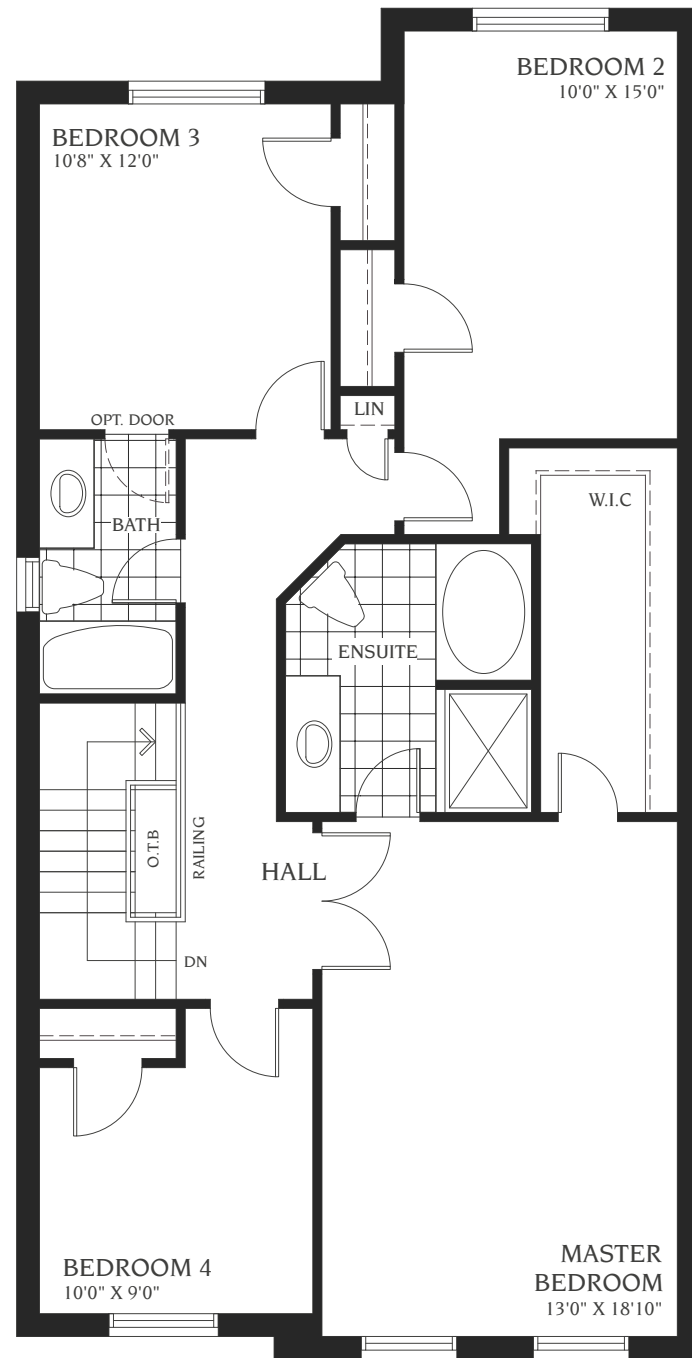 BEDROOM 2
10'0" X 15'0"
BEDROOM 3
10'8" X 12'0"
LIN
OPT. DOOR
W.I.C
BATH
ENSUITE
O.T.B
RAILING
HALL
DN
BEDROOM 4
10'0" X 9'0"
MASTER
BEDROOM
13'0" X 18'10"